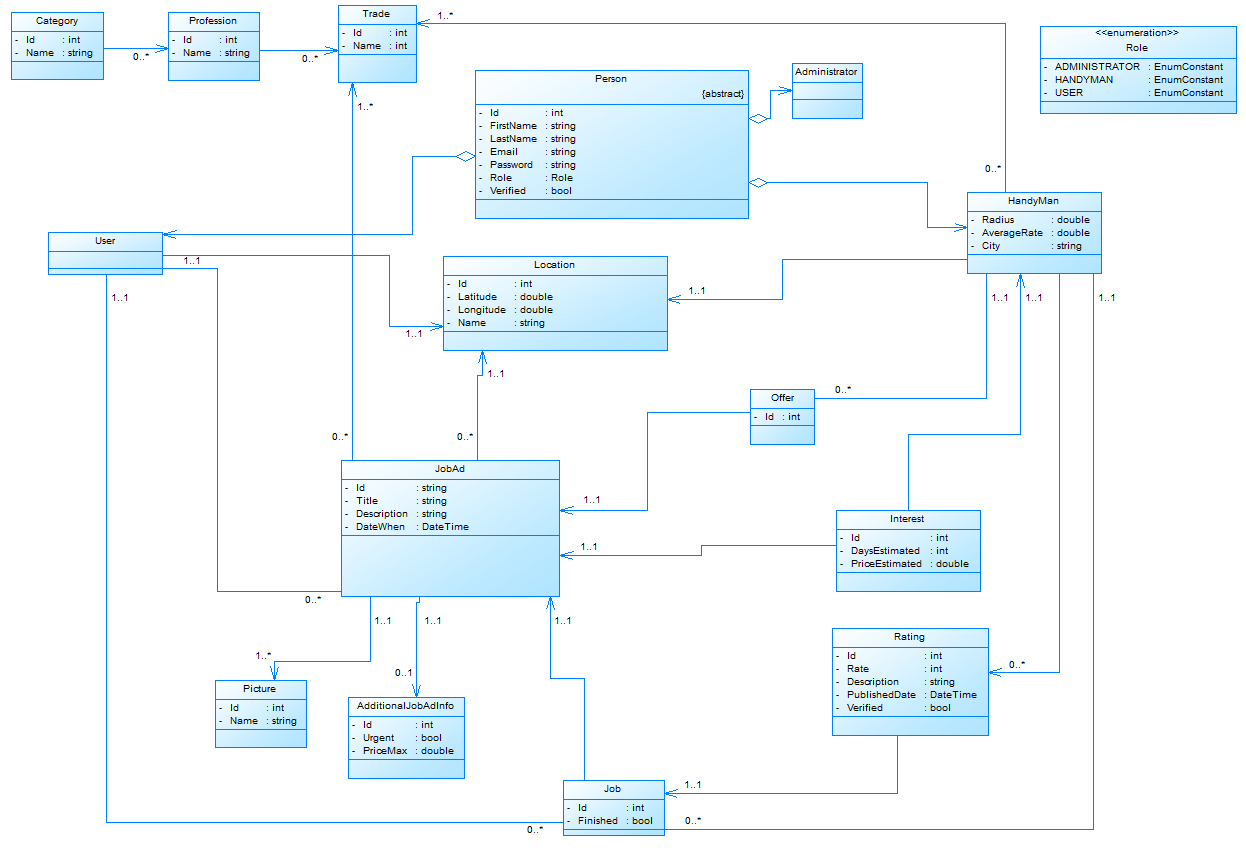 Category
- Id : int
- Name : string
0..*
Profession
- Id : int
- Name : string
0..*
Trade
- Id : int
- Name : int
1..*
1..*
<<enumeration>>
Role
- ADMINISTRATOR : EnumConstant
- HANDYMAN : EnumConstant
- USER : EnumConstant
Person
{abstract}
- Id : int
- FirstName : string
- LastName : string
- Email : string
- Password : string
- Role : Role
- Verified : bool
Administrator
0..*
HandyMan
- Radius : double
- AverageRate : double
- City : string
User
1..1
1..1
Location
- Id : int
- Latitude : double
- Longitude : double
- Name : string
1..1
1..1
1..1
1..1
1..1
1..1
1..1
Offer
- Id : int
0..*
0..*
0..*
JobAd
- Id : string
- Title : string
- Description : string
- DateWhen : DateTime
1..1
1..1
0..*
Interest
- Id : int
- DaysEstimated : int
- PriceEstimated : double
1..1
1..1
1..1
1..*
0..1
Rating
- Id : int
- Rate : int
- Description : string
- PublishedDate : DateTime
- Verified : bool
0..*
Picture
- Id : int
- Name : string
AdditionalJobAdInfo
- Id : int
- Urgent : bool
- PriceMax : double
Job
- Id : int
- Finished : bool
1..1
0..*
0..*